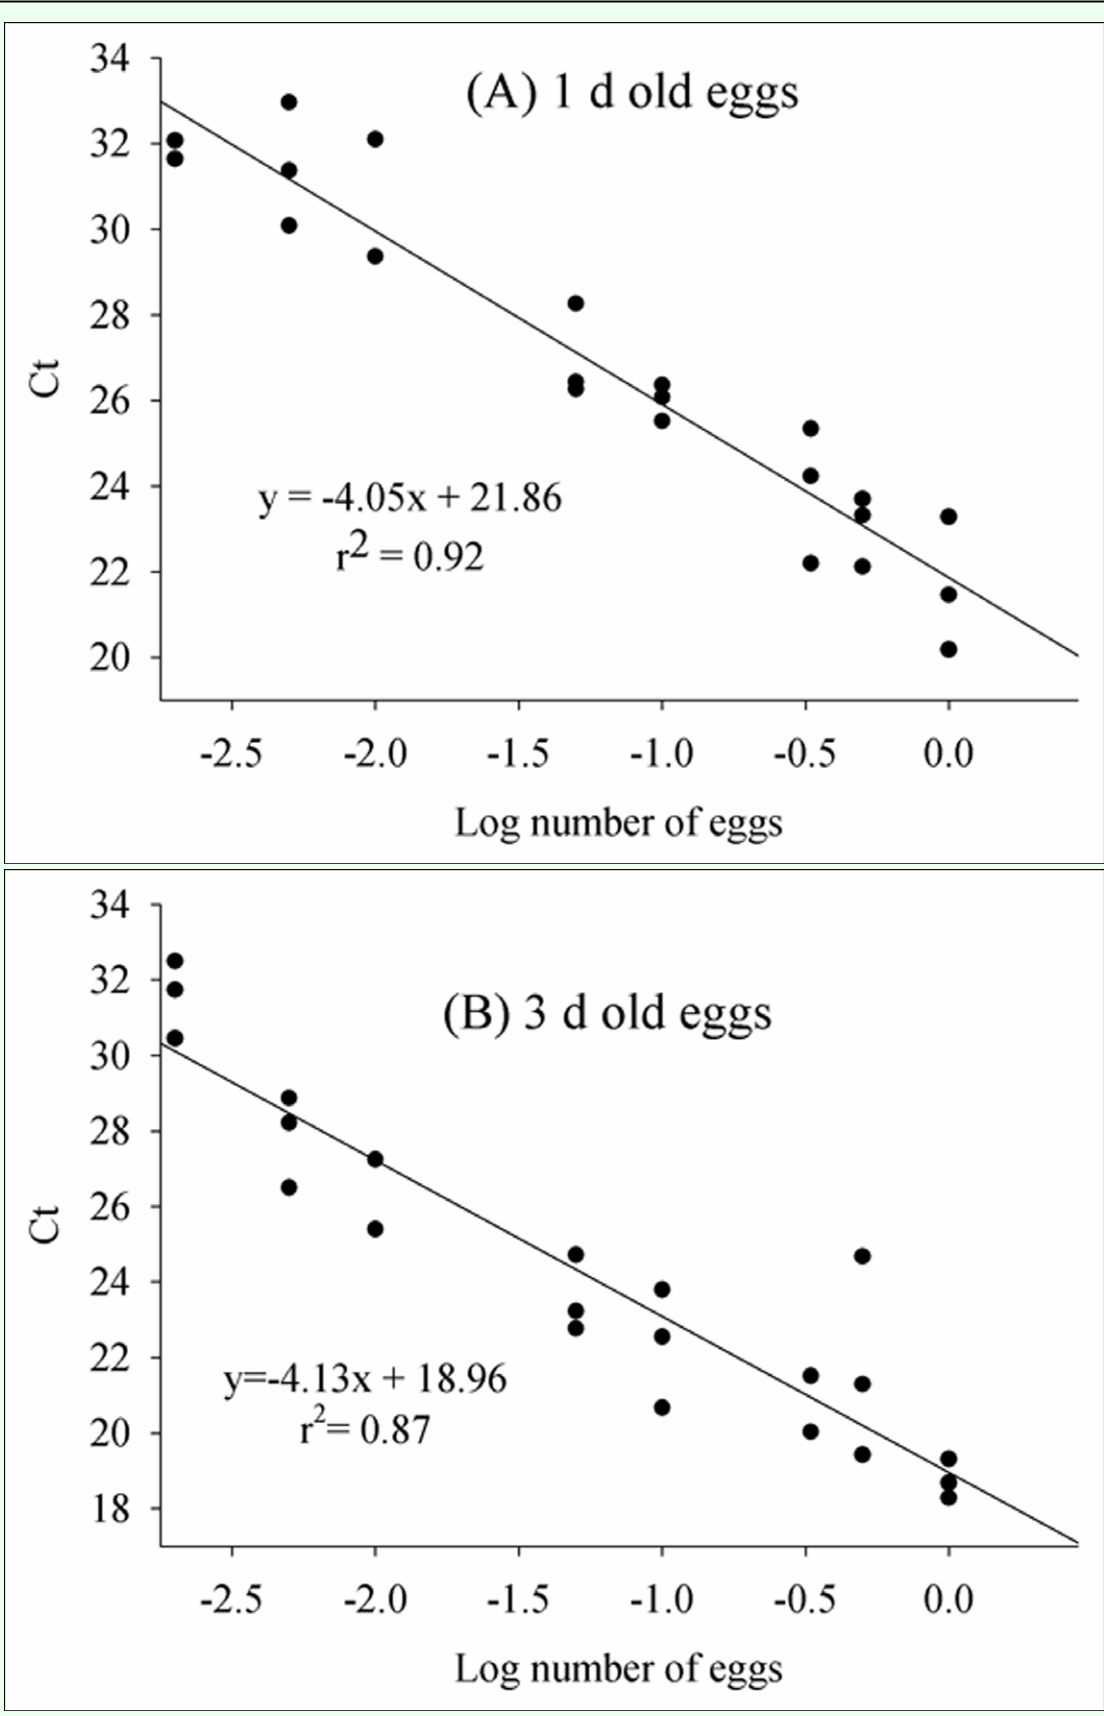 (A) 1 d old eggs
34
32
30
28
26
24
22
20
Ct
y = -4.05x + 21.86
r2 = 0.92
-2.5 -2.0 -1.5 -1.0 -0.5 0.0
Log number of eggs
(B) 3 d old eggs
34
32
30
28
26
24
22
20
18
Ct
y=-4.13x + 18.96
r2= 0.87
-2.5 -2.0 -1.5 -1.0 -0.5 0.0
Log number of eggs